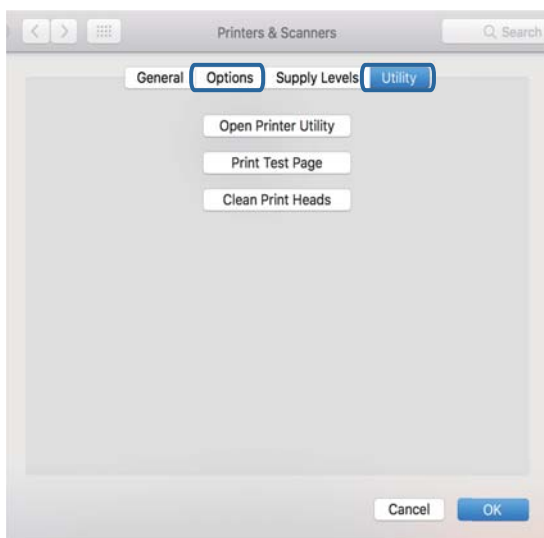 Printers & Scanners Search
General Options Supply Levels Utility
Open Printer Utility
Print Test Page
Clean Print Heads
Cancel OK